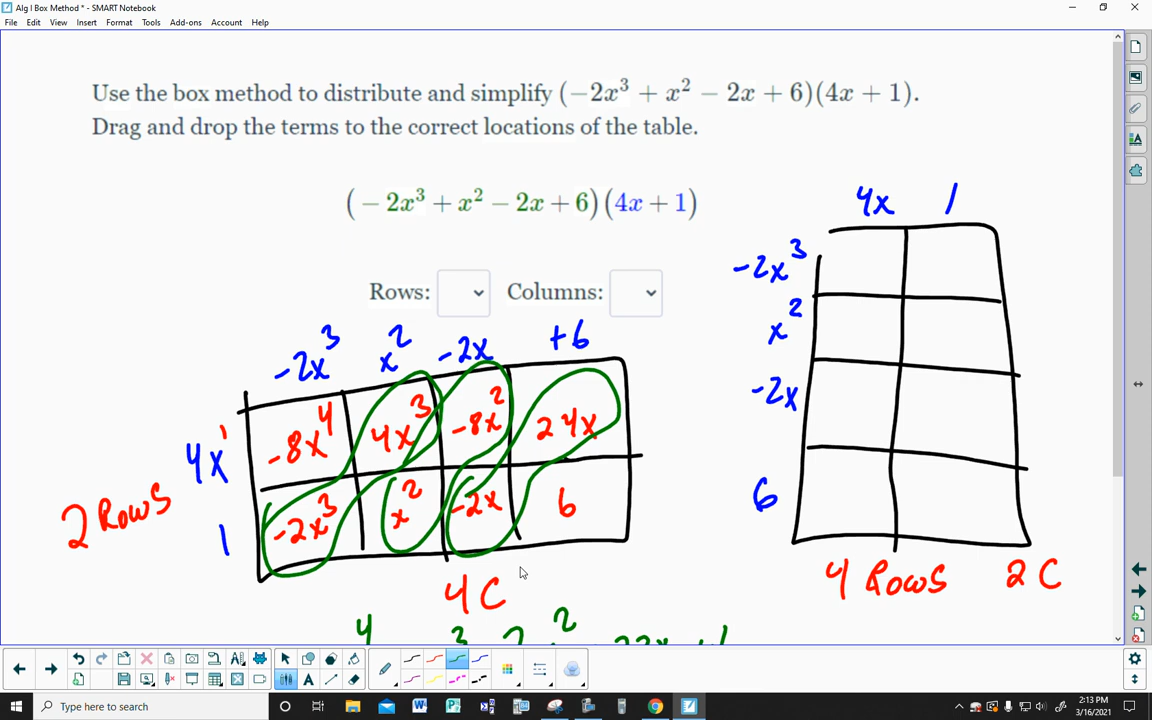 Alg I Box Method * - SMART Notebook
File Edit View Insert Format Tools Add-ons Account Help
Use the box method to distribute and simplify (−2x³ + x² − 2x + 6)(4x + 1).
Drag and drop the terms to the correct locations of the table.
(− 2x³ + x² − 2x + 6)(4x + 1)
Rows: Columns:
-2x³ x² -2x +6
4x¹ -8x⁴ 4x³ -8x² 24x
1 -2x³ x² -2x 6
2 Rows
4 C
4x 1
-2x³
x²
-2x
6
4 Rows 2 C
Type here to search
2:13 PM
3/16/2021